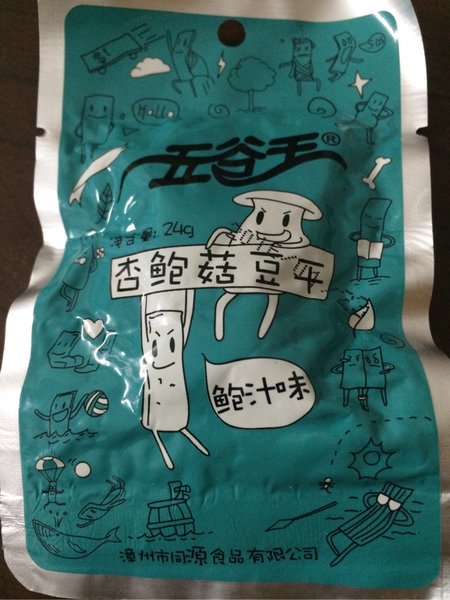 Hello
五谷王®
净含量: 24g
杏鲍菇豆干
鲍汁味
漳州市同源食品有限公司